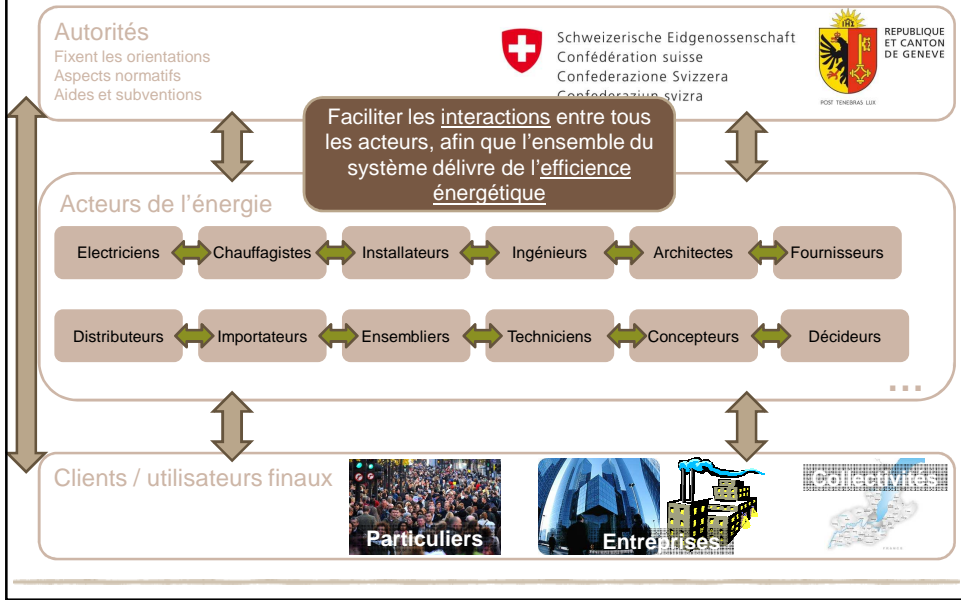 Autorités
Fixent les orientations
Aspects normatifs
Aides et subventions
Schweizerische Eidgenossenschaft
Confédération suisse
Confederazione Svizzera
Confederaziun svizra
REPUBLIQUE
ET CANTON
DE GENEVE
POST TENEBRAS LUX
Faciliter les interactions entre tous
les acteurs, afin que l’ensemble du
système délivre de l’efficience
énergétique
Acteurs de l’énergie
Electriciens Chauffagistes Installateurs Ingénieurs Architectes Fournisseurs
Distributeurs Importateurs Ensembliers Techniciens Concepteurs Décideurs
...
Clients / utilisateurs finaux
Particuliers
Entreprises
Collectivités